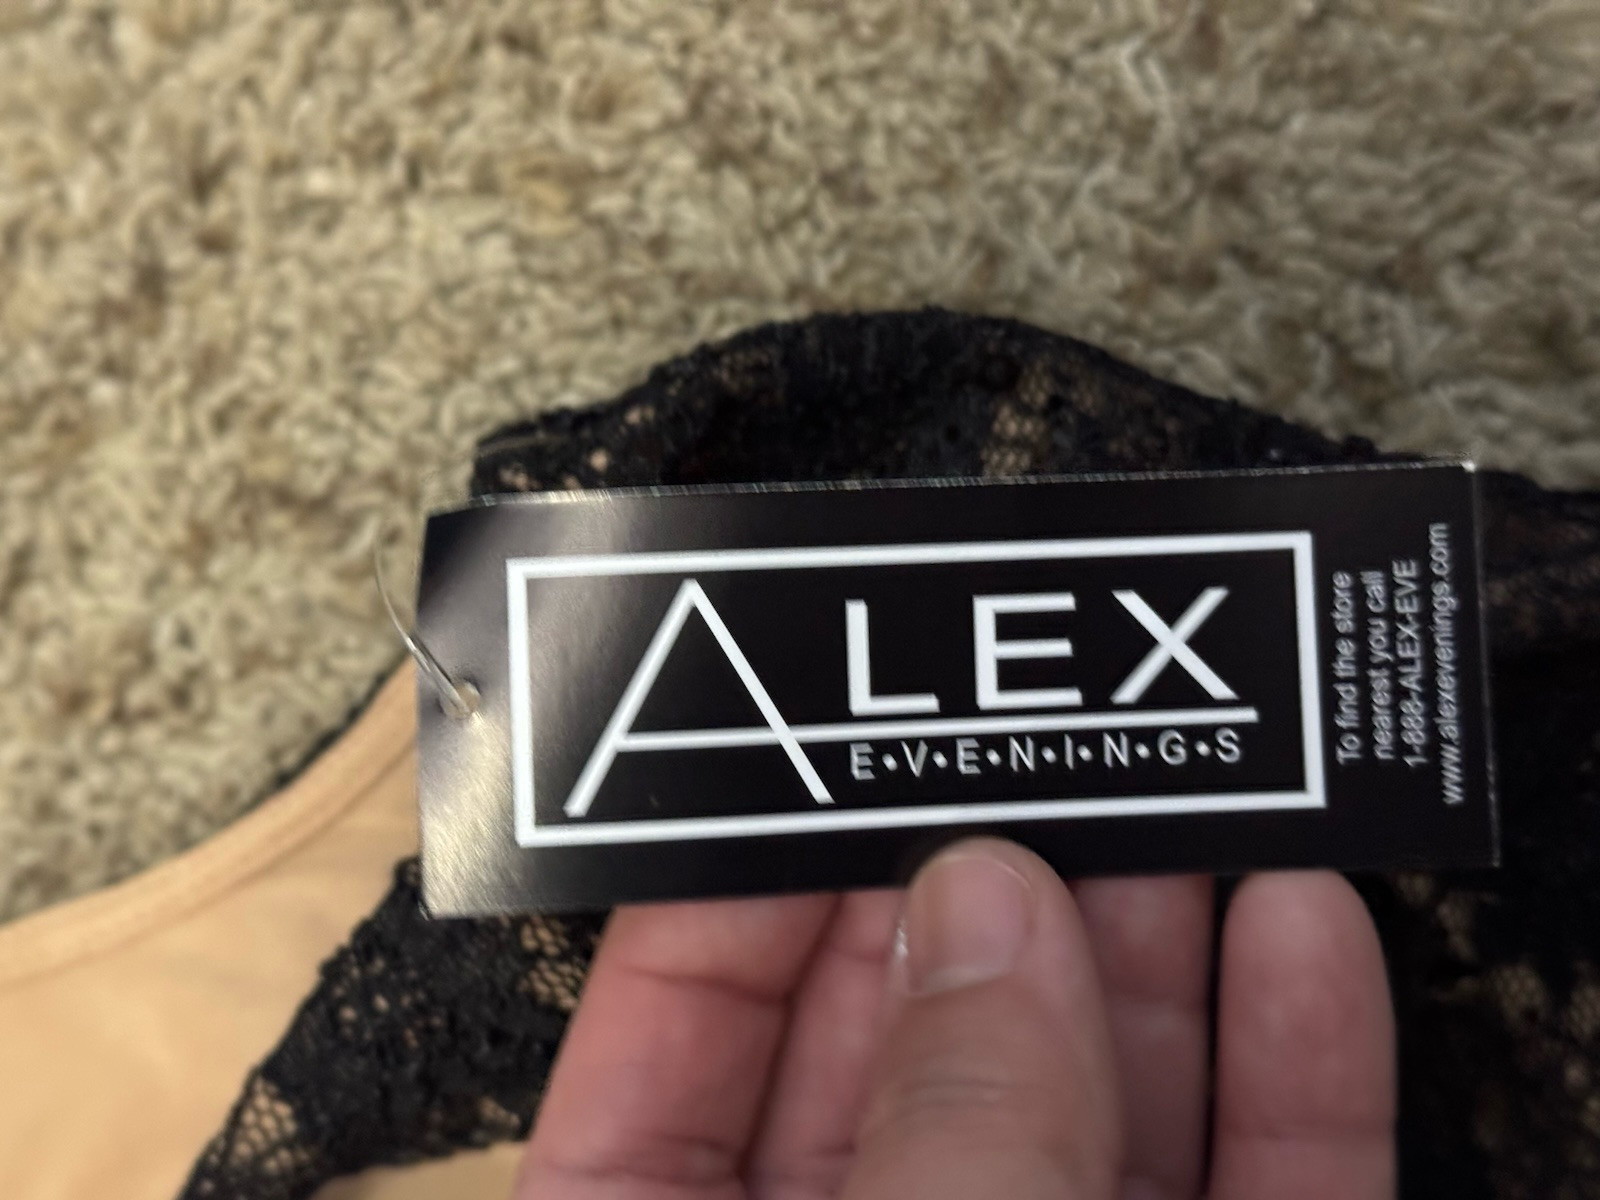 ALEX
E•V•E•N•I•N•G•S
To find the store
nearest you call
1-888-ALEX-EVE
www.alexevenings.com